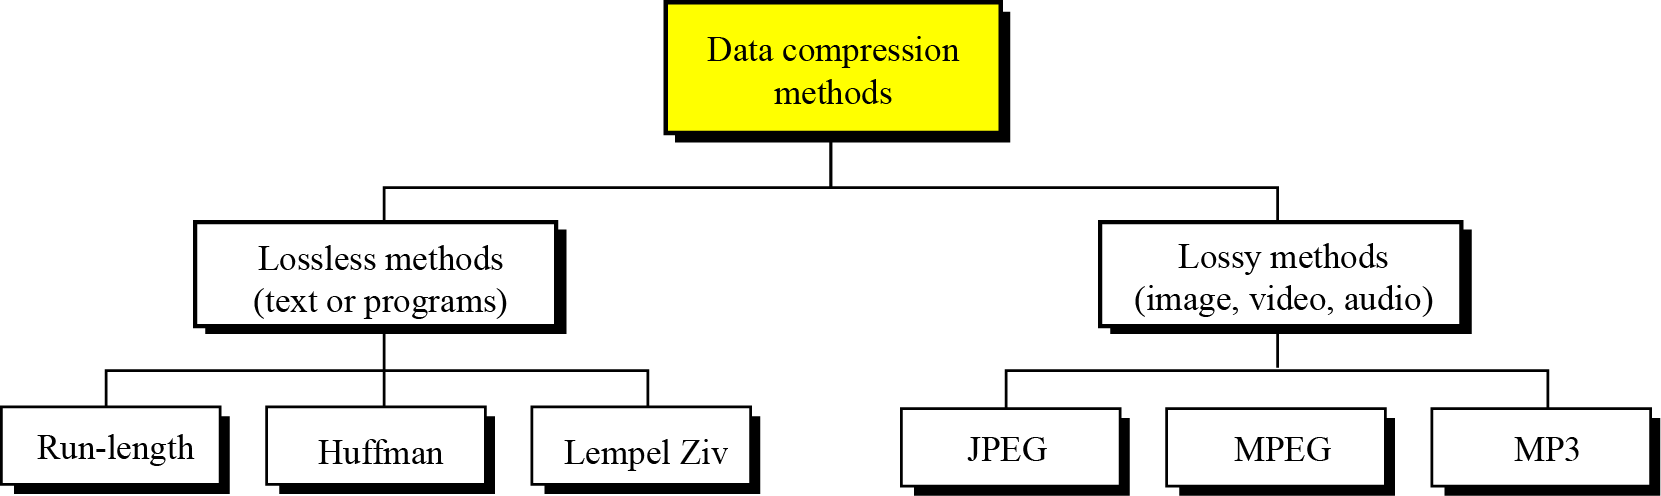 Data compression
methods
Lossless methods
(text or programs)
Lossy methods
(image, video, audio)
Run-length
Huffman
Lempel Ziv
JPEG
MPEG
MP3